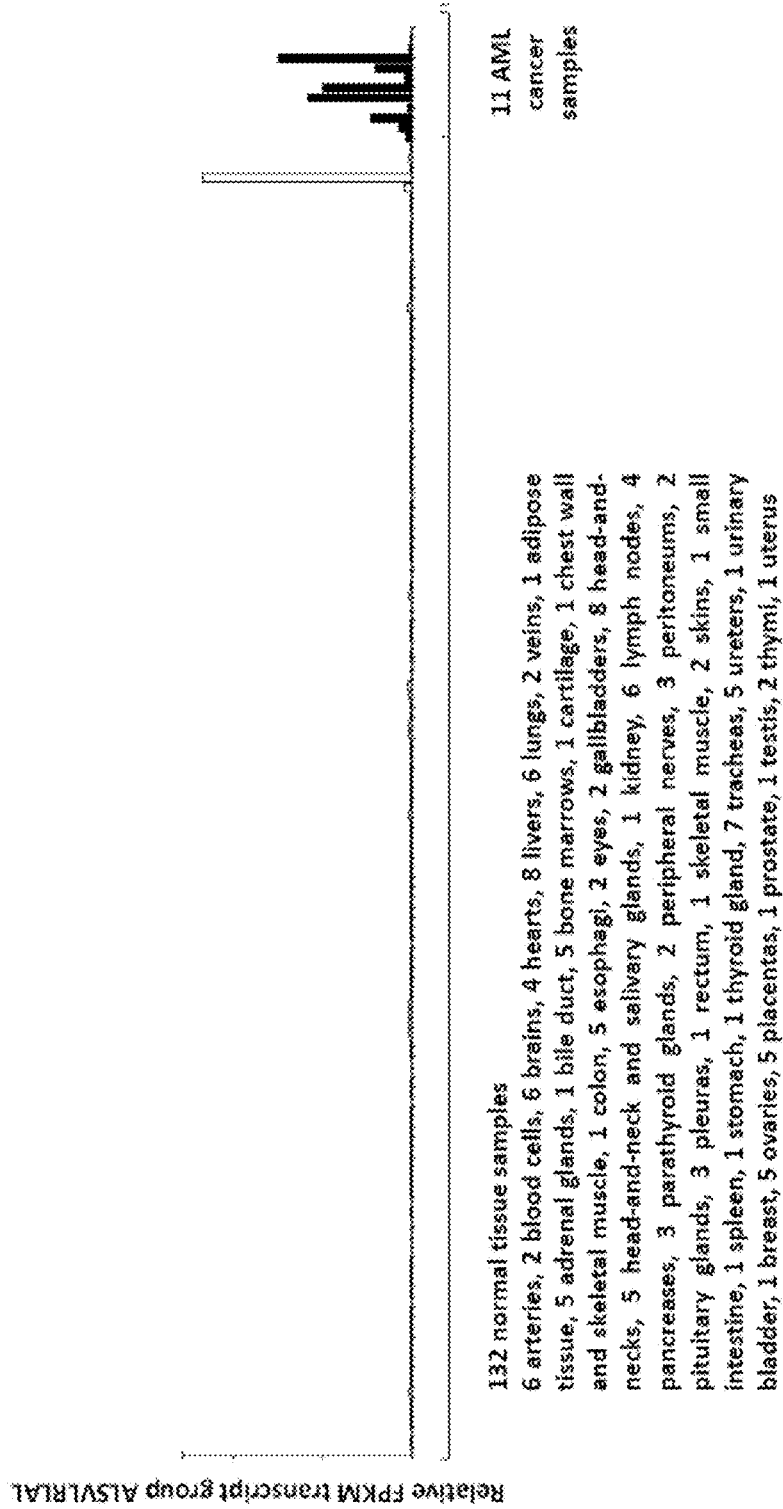 Relative FPKM transcript group ALSVLRLAL
132 normal tissue samples
6 arteries, 2 blood cells, 6 brains, 4 hearts, 8 livers, 6 lungs, 2 veins, 1 adipose
tissue, 5 adrenal glands, 1 bile duct, 5 bone marrows, 1 cartilage, 1 chest wall
and skeletal muscle, 1 colon, 5 esophagi, 2 eyes, 2 gallbladders, 8 head-and-
necks, 5 head-and-neck and salivary glands, 1 kidney, 6 lymph nodes, 4
pancreases, 3 parathyroid glands, 2 peripheral nerves, 3 peritoneums, 2
pituitary glands, 3 pleuras, 1 rectum, 1 skeletal muscle, 2 skins, 1 small
intestine, 1 spleen, 1 stomach, 1 thyroid gland, 7 tracheas, 5 ureters, 1 urinary
bladder, 1 breast, 5 ovaries, 5 placentas, 1 prostate, 1 testis, 2 thymi, 1 uterus
11 AML
cancer
samples